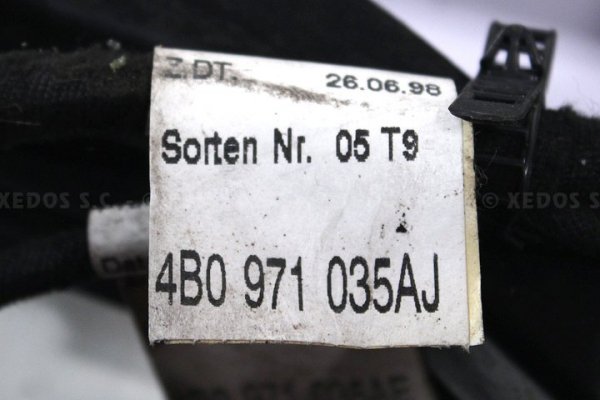 Z.DT. 26.06.98
Sorten Nr. 05 T9
XEDOS S.C.
© XEDOS S.C.
4B0 971 035AJ